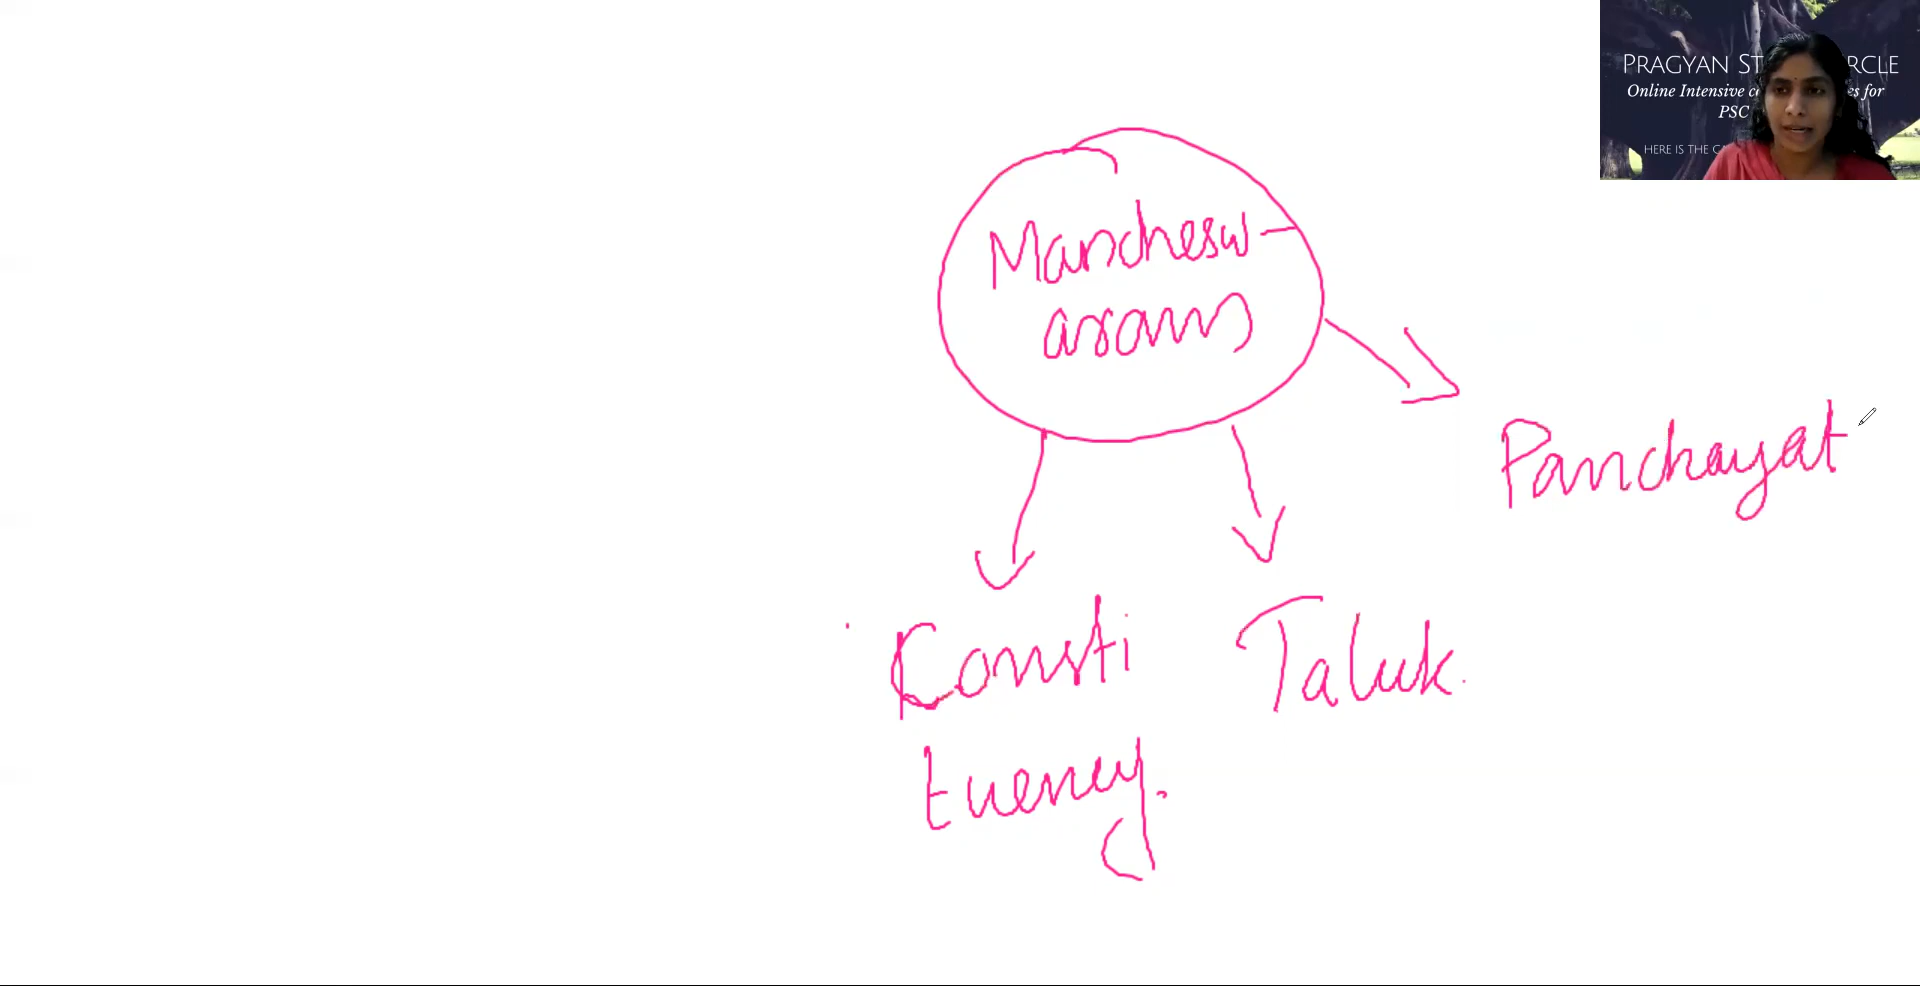 PRAGYAN ST RCLE
Online Intensive c es for
PSC
HERE IS THE
Manchesw-
aram
Panchayat
Consti
tuency.
Taluk.